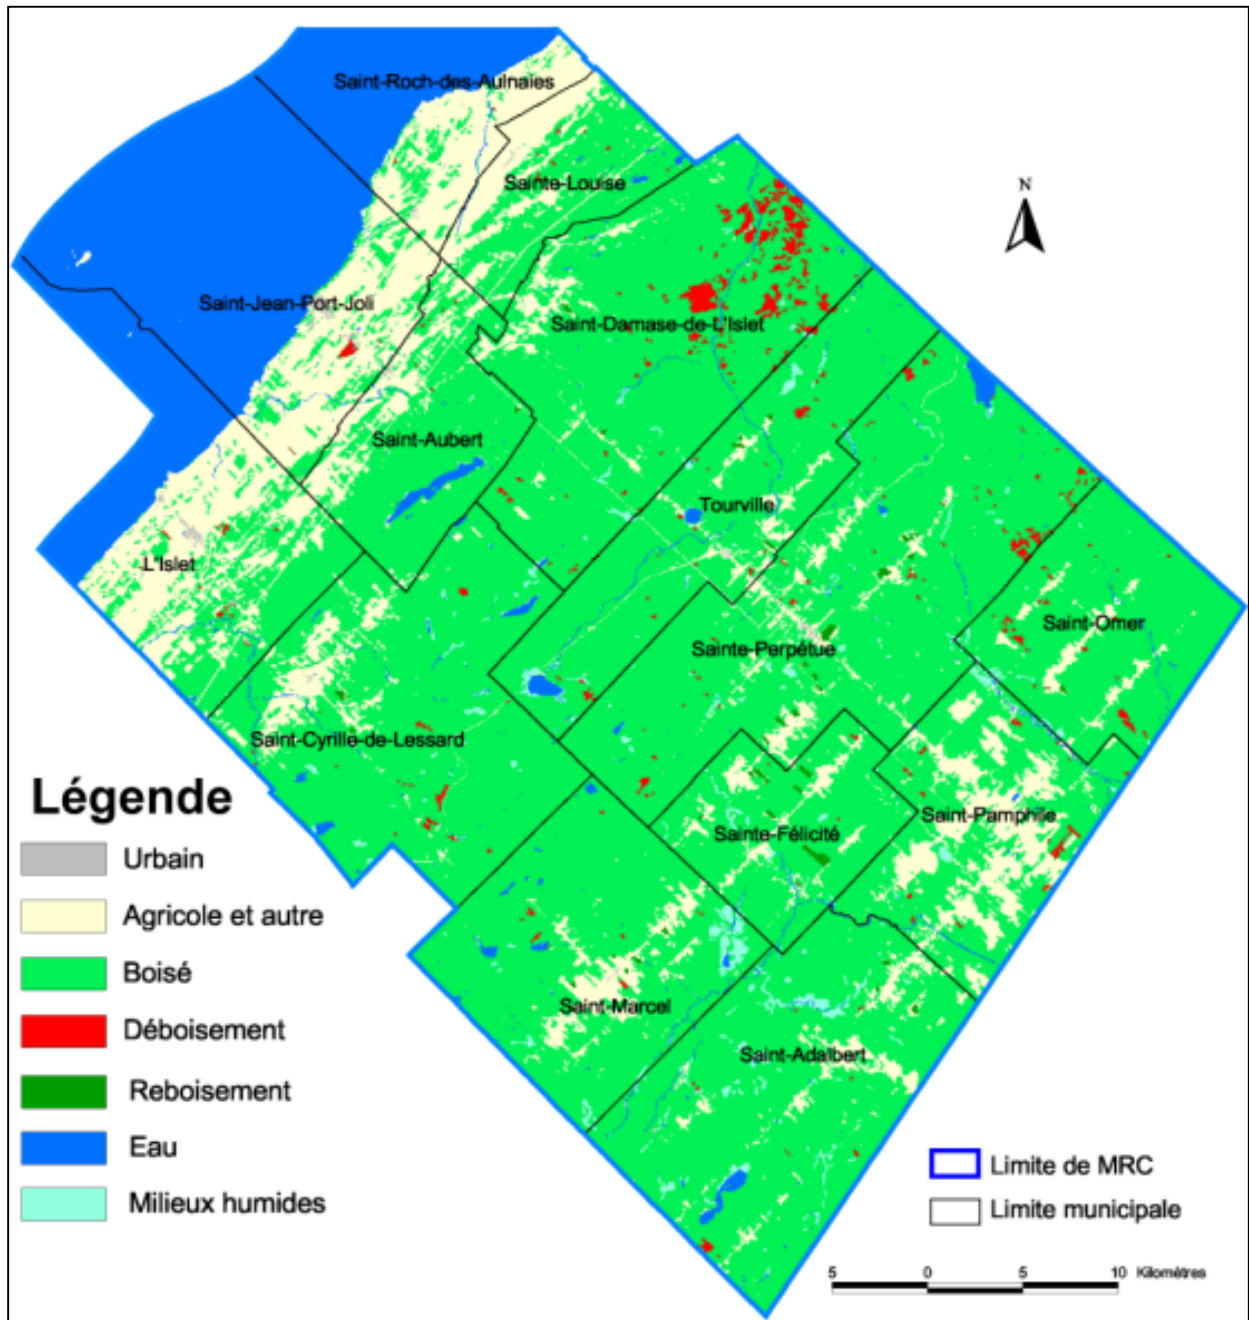 Saint-Roch-des-Aulnaies
Sainte-Louise
N
Saint-Jean-Port-Joli
Saint-Damase-de-L'Islet
Saint-Aubert
Tourville
L'Islet
Saint-Omer
Sainte-Perpétue
Saint-Cyrille-de-Lessard
Saint-Pamphile
Sainte-Félicité
Saint-Marcel
Saint-Adalbert
Légende
Urbain
Agricole et autre
Boisé
Déboisement
Reboisement
Eau
Milieux humides
Limite de MRC
Limite municipale
5 0 5 10 Kilomètres